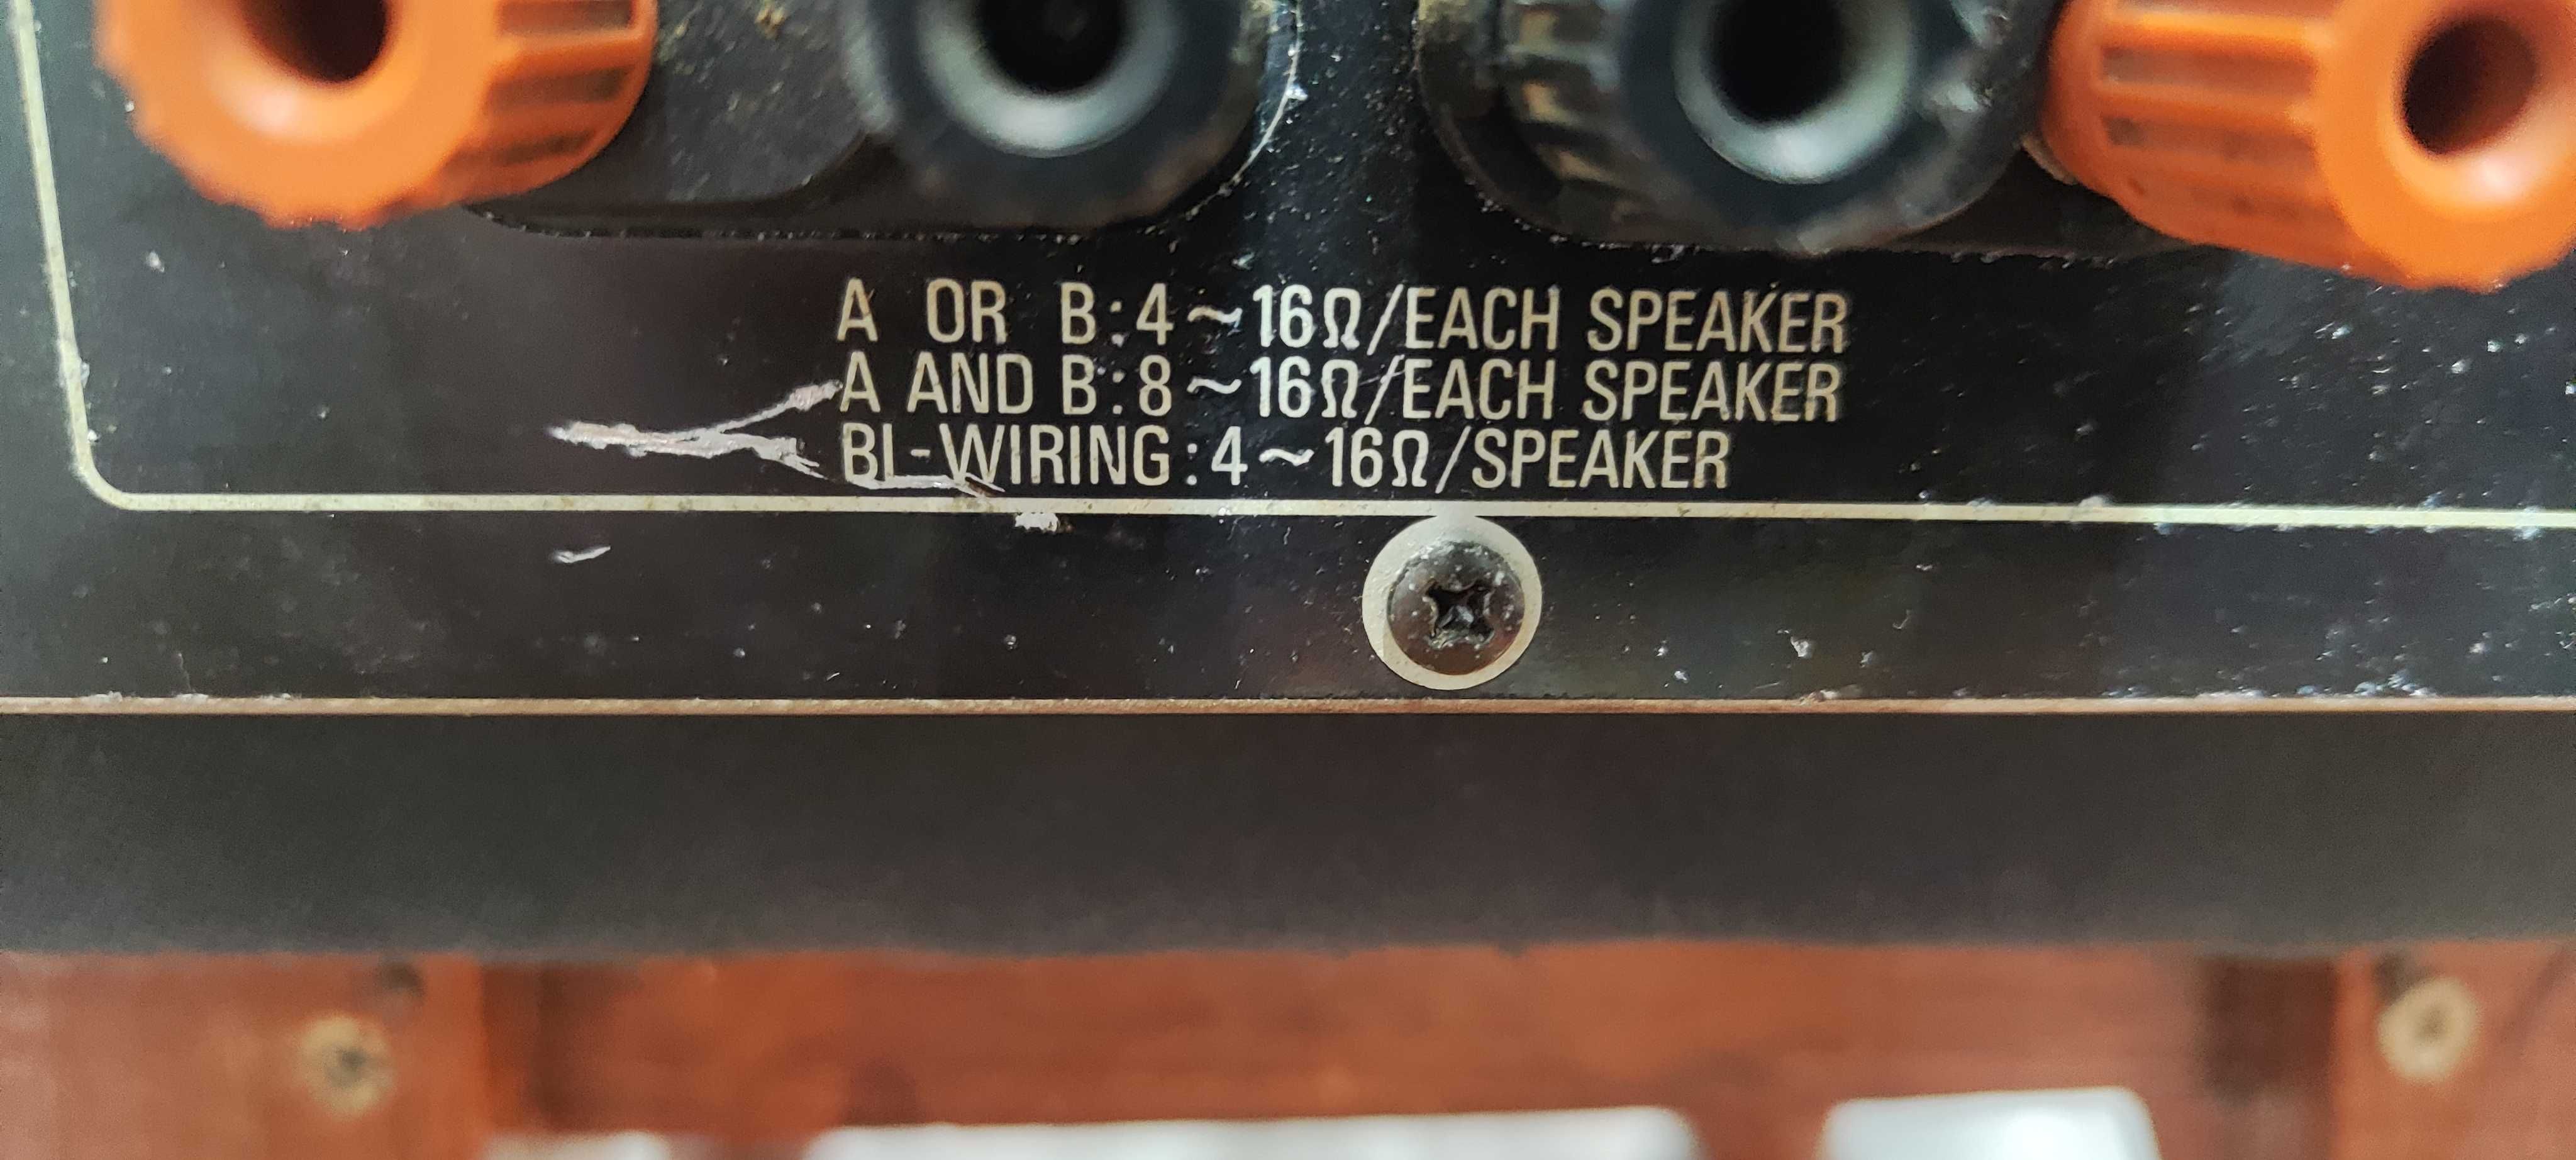 A OR B:4~16Ω/EACH SPEAKER
A AND B:8~16Ω/EACH SPEAKER
BI-WIRING:4~16Ω/SPEAKER